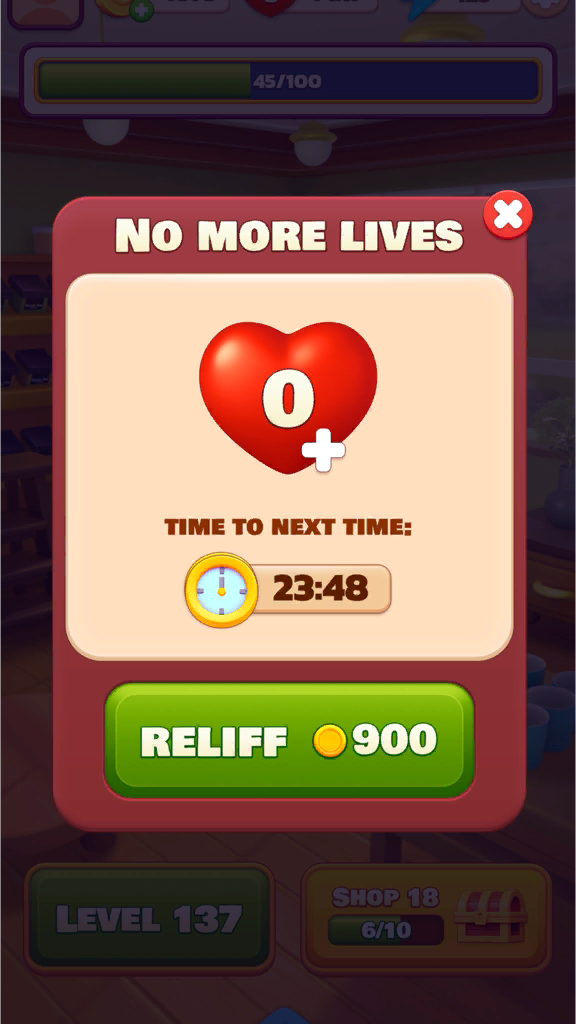 45/100
NO MORE LIVES
0
TIME TO NEXT TIME:
23:48
RELIFF 900
LEVEL 137
SHOP 18
6/10